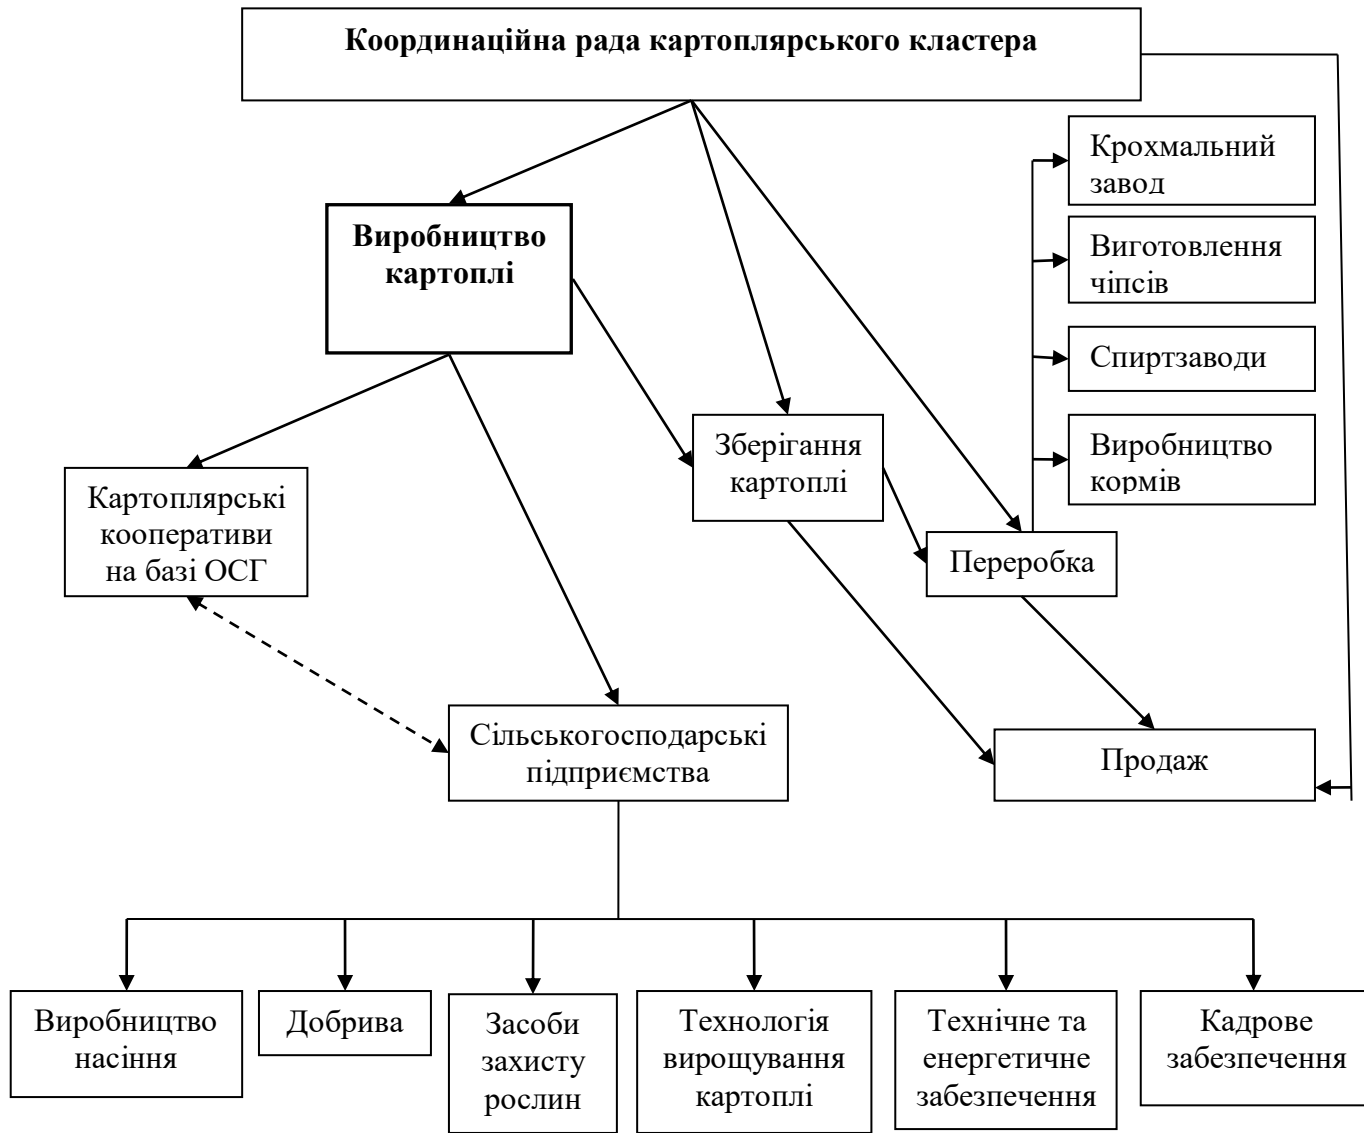 Координаційна рада картоплярського кластера
Крохмальний
завод
Виробництво
картоплі
Виготовлення
чіпсів
Спиртзаводи
Зберігання
картоплі
Виробництво
кормів
Картоплярські
кооперативи
на базі ОСГ
Переробка
Сільськогосподарські
підприємства
Продаж
Виробництво
насіння
Добрива
Засоби
захисту
рослин
Технологія
вирощування
картоплі
Технічне та
енергетичне
забезпечення
Кадрове
забезпечення